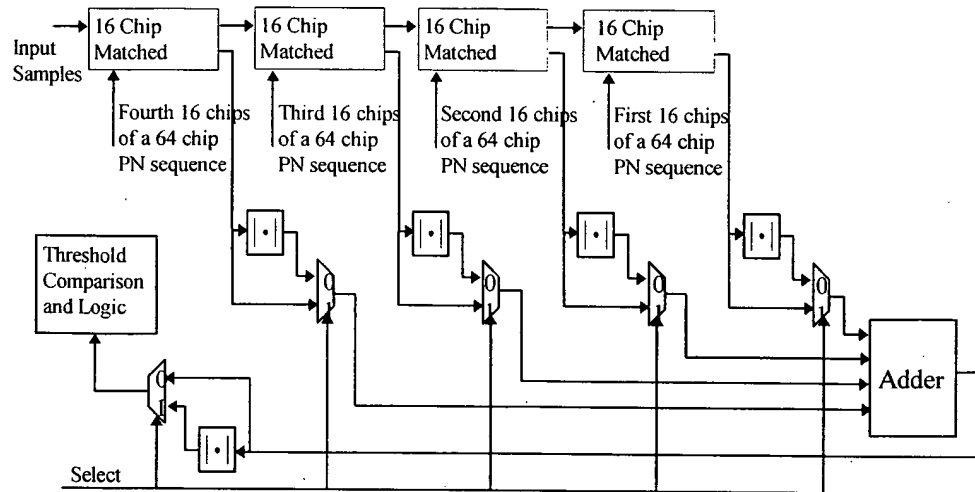 16 Chip
Matched
16 Chip
Matched
16 Chip
Matched
16 Chip
Matched
Input
Samples
Fourth 16 chips
of a 64 chip
PN sequence
Third 16 chips
of a 64 chip
PN sequence
Second 16 chips
of a 64 chip
PN sequence
First 16 chips
of a 64 chip
PN sequence
|•|
|•|
|•|
|•|
Threshold
Comparison
and Logic
0
1
0
1
0
1
0
1
Adder
0
1
|•|
Select